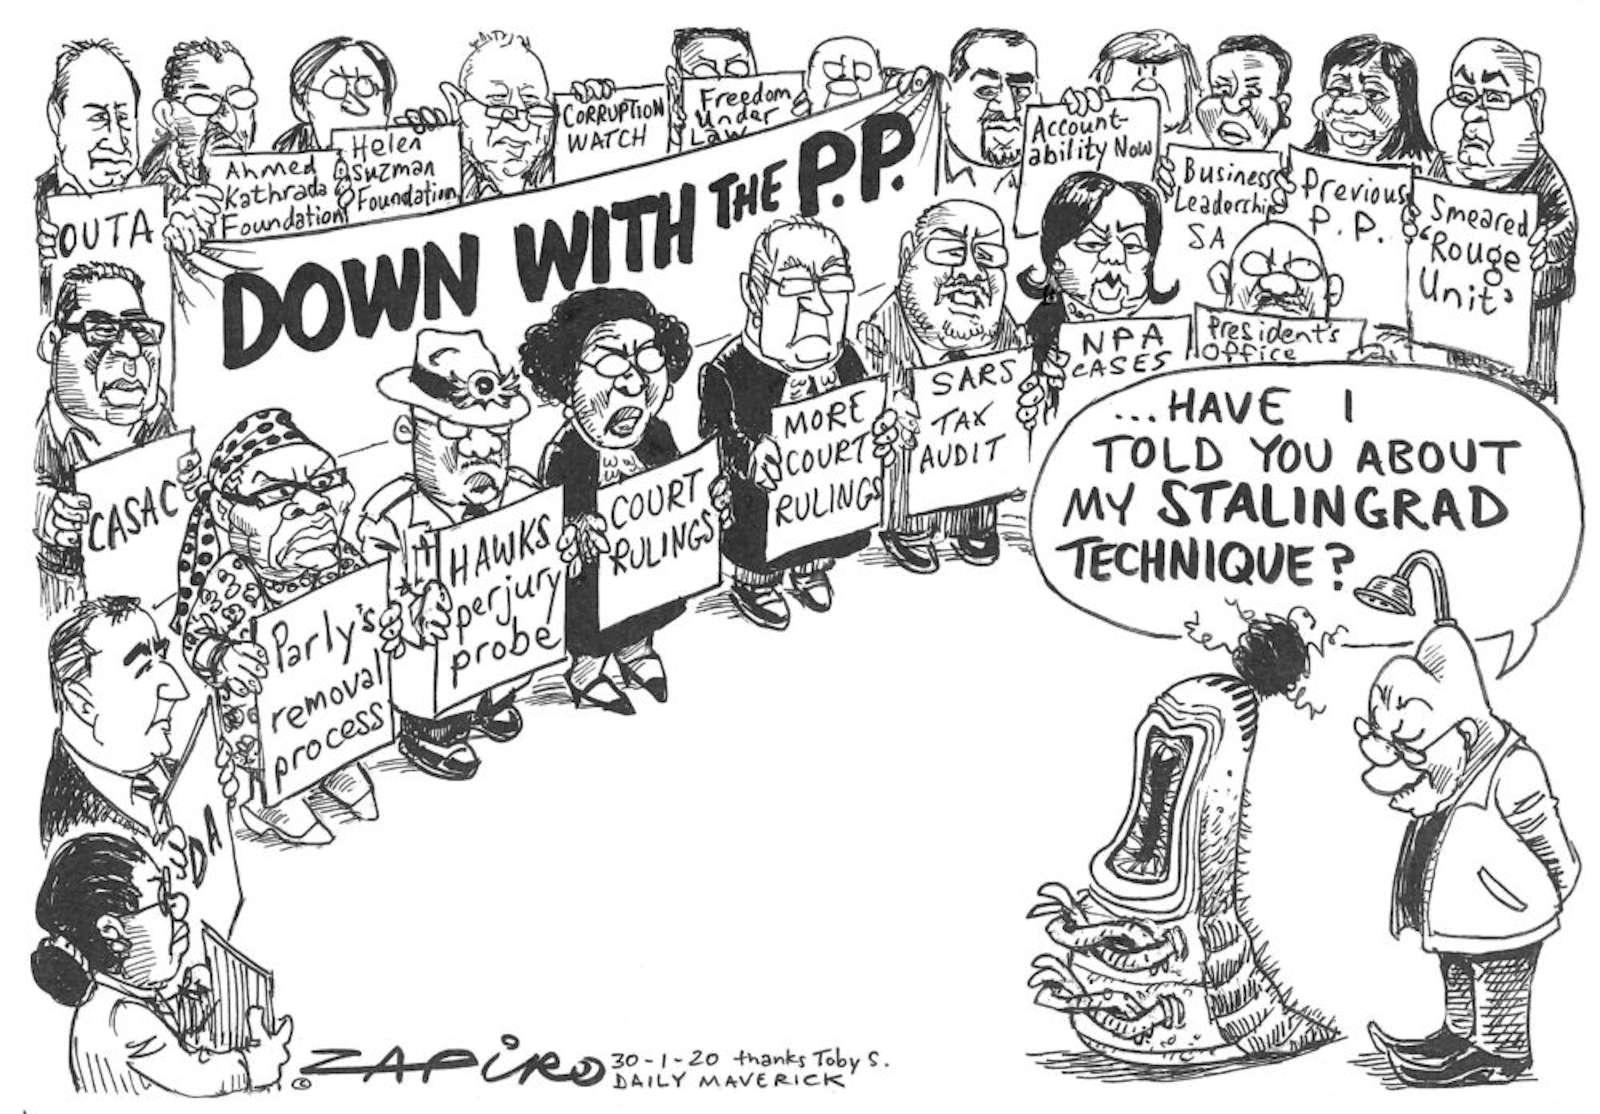 OUTA
Ahmed
Kathrada
Foundation
Helen
Suzman
Foundation
CORRUPTION
WATCH
Freedom
Under
Law
Account-
ability Now
Business
Leadership
SA
Previous
P.P.
Smeared
'Rouge
Unit'
DOWN WITH THE P.P.
CASAC
Parly's
removal
process
HAWKS
perjury
probe
COURT
RULINGS
MORE
COURT
RULINGS
SARS
TAX
AUDIT
NPA
CASES
President's
Office
DA
...HAVE I
TOLD YOU ABOUT
MY STALINGRAD
TECHNIQUE?
© ZAPIRO 30-1-20 thanks Toby S.
DAILY MAVERICK